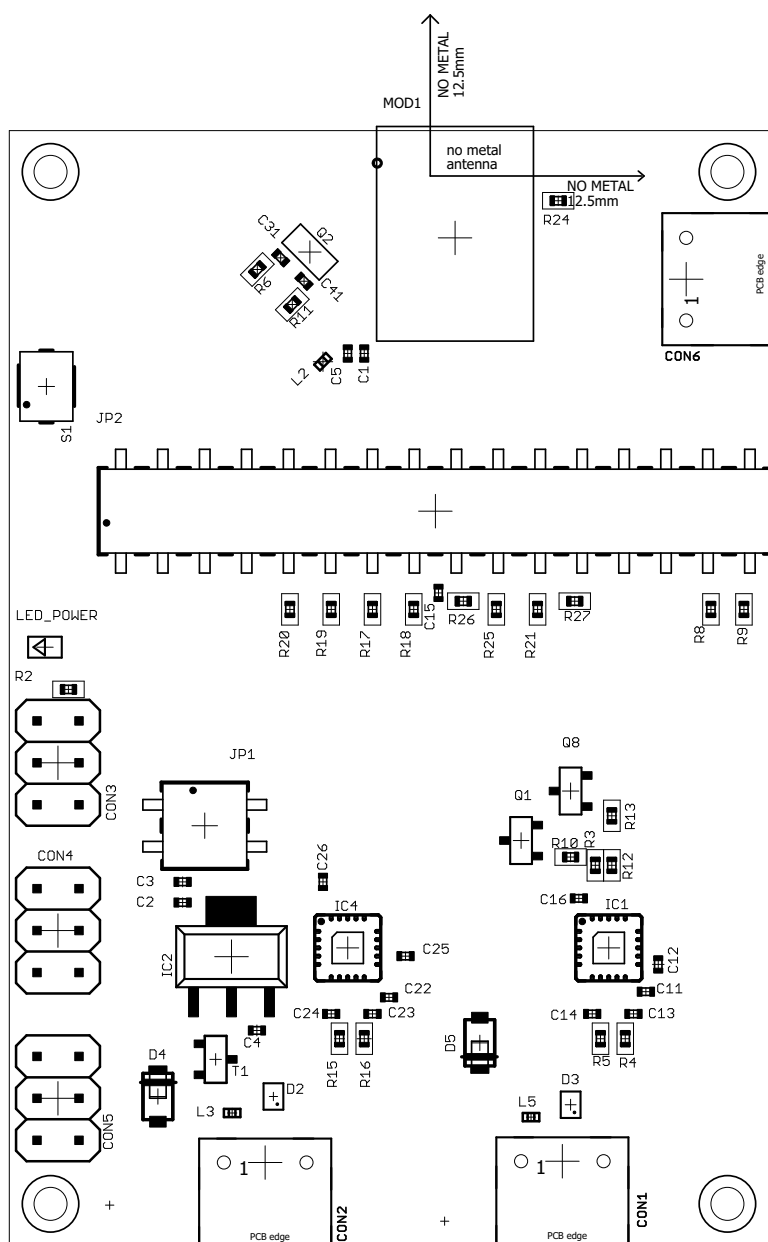 NO METAL
12.5mm
MOD1
no metal
antenna
NO METAL
12.5mm
R24
C31
Q2
R6
C41
R11
1
PCB edge
CON6
L2
C5
C1
S1
JP2
LED_POWER
R20
R19
R17
R18
C15
R26
R25
R21
R27
R8
R9
R2
CON3
JP1
Q8
Q1
R13
R10
R3
R12
CON4
C3
C2
C26
IC4
C16
IC1
IC2
C25
C12
C22
C11
C24
C23
C14
C13
C4
R15
R16
D5
R5
R4
D4
T1
D2
D3
L3
L5
CON5
1
PCB edge
CON2
1
PCB edge
CON1